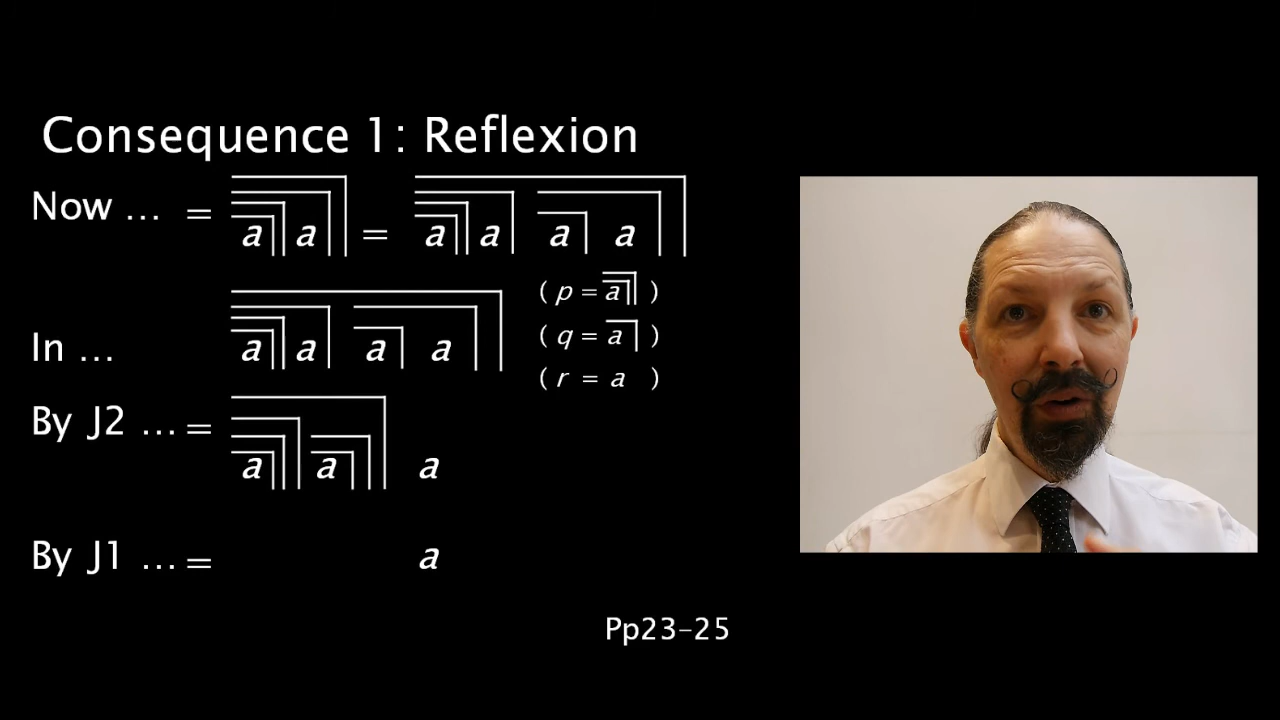 Consequence 1: Reflexion
Now … = a a = a a a a
( p = a )
In … a a a a ( q = a )
( r = a )
By J2 … = a a a
By J1 … = a
Pp23-25